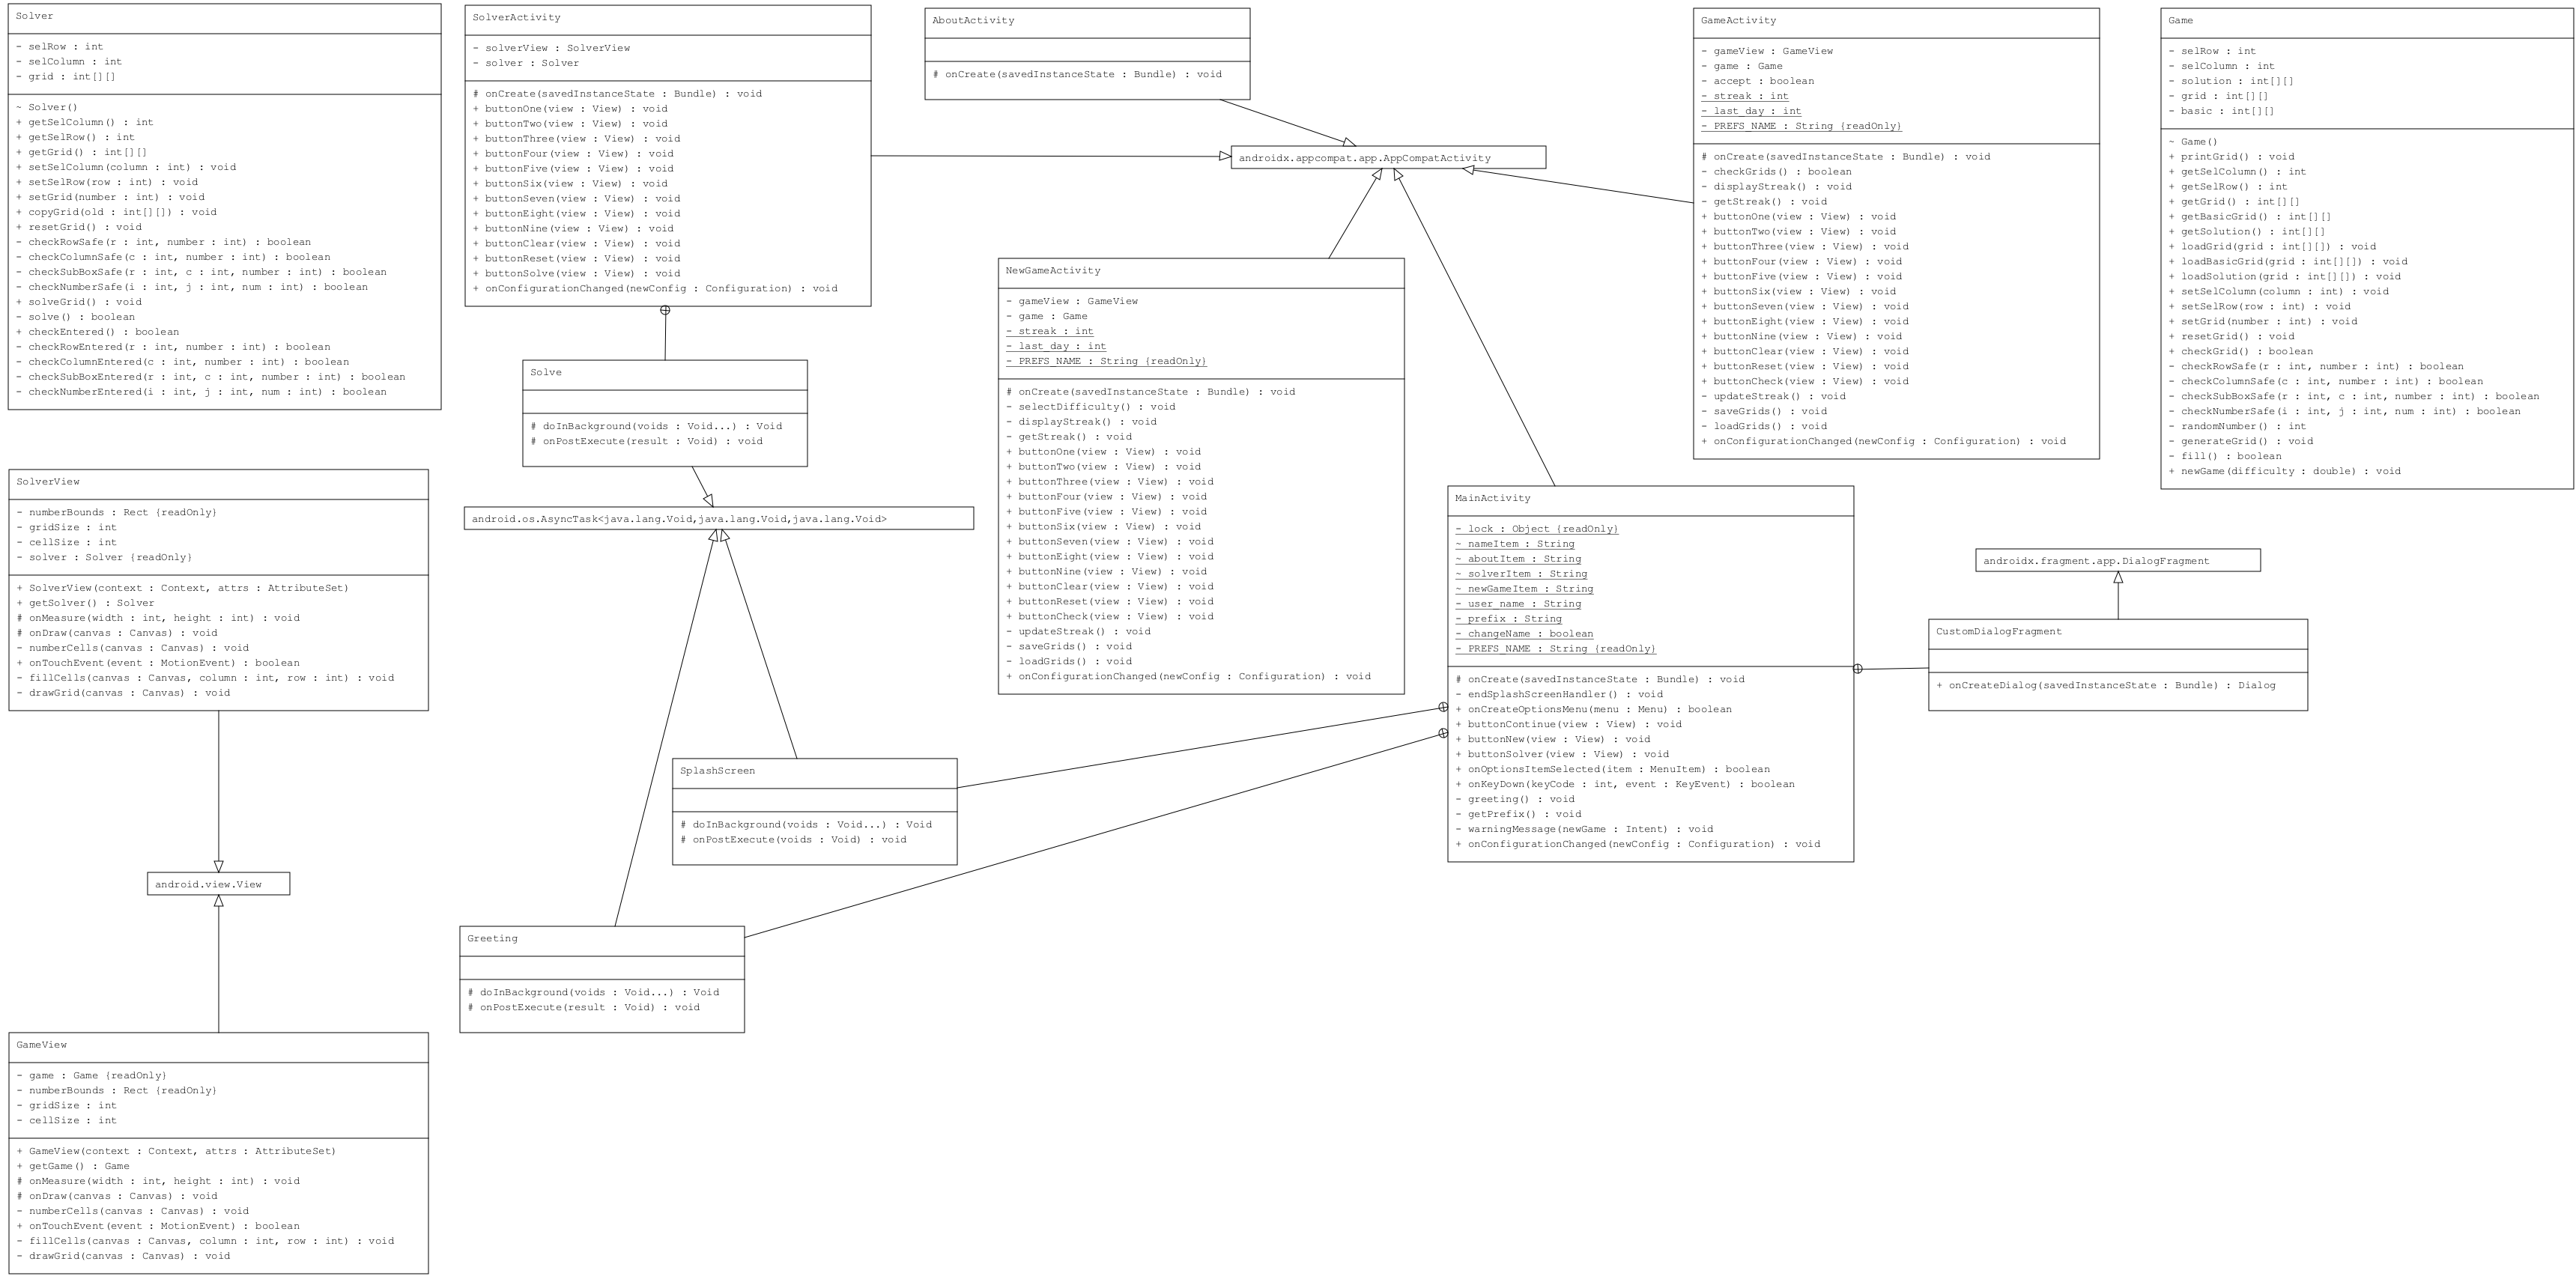 Solver
- selRow : int
- selColumn : int
- grid : int[][]
~ Solver()
+ getSelColumn() : int
+ getSelRow() : int
+ getGrid() : int[][]
+ setSelColumn(column : int) : void
+ setSelRow(row : int) : void
+ setGrid(number : int) : void
+ copyGrid(old : int[][]) : void
+ resetGrid() : void
- checkRowSafe(r : int, number : int) : boolean
- checkColumnSafe(c : int, number : int) : boolean
- checkSubBoxSafe(r : int, c : int, number : int) : boolean
- checkNumberSafe(i : int, j : int, num : int) : boolean
+ solveGrid() : void
- solve() : boolean
+ checkEntered() : boolean
- checkRowEntered(r : int, number : int) : boolean
- checkColumnEntered(c : int, number : int) : boolean
- checkSubBoxEntered(r : int, c : int, number : int) : boolean
- checkNumberEntered(i : int, j : int, num : int) : boolean
SolverActivity
- solverView : SolverView
- solver : Solver
# onCreate(savedInstanceState : Bundle) : void
+ buttonOne(view : View) : void
+ buttonTwo(view : View) : void
+ buttonThree(view : View) : void
+ buttonFour(view : View) : void
+ buttonFive(view : View) : void
+ buttonSix(view : View) : void
+ buttonSeven(view : View) : void
+ buttonEight(view : View) : void
+ buttonNine(view : View) : void
+ buttonClear(view : View) : void
+ buttonReset(view : View) : void
+ buttonSolve(view : View) : void
+ onConfigurationChanged(newConfig : Configuration) : void
AboutActivity
# onCreate(savedInstanceState : Bundle) : void
androidx.appcompat.app.AppCompatActivity
GameActivity
- gameView : GameView
- game : Game
- accept : boolean
- streak : int
- last_day : int
- PREFS_NAME : String {readOnly}
# onCreate(savedInstanceState : Bundle) : void
- checkGrids() : boolean
- displayStreak() : void
- getStreak() : void
+ buttonOne(view : View) : void
+ buttonTwo(view : View) : void
+ buttonThree(view : View) : void
+ buttonFour(view : View) : void
+ buttonFive(view : View) : void
+ buttonSix(view : View) : void
+ buttonSeven(view : View) : void
+ buttonEight(view : View) : void
+ buttonNine(view : View) : void
+ buttonClear(view : View) : void
+ buttonReset(view : View) : void
+ buttonCheck(view : View) : void
- updateStreak() : void
- saveGrids() : void
- loadGrids() : void
+ onConfigurationChanged(newConfig : Configuration) : void
Game
- selRow : int
- selColumn : int
- solution : int[][]
- grid : int[][]
- basic : int[][]
~ Game()
+ printGrid() : void
+ getSelColumn() : int
+ getSelRow() : int
+ getGrid() : int[][]
+ getBasicGrid() : int[][]
+ getSolution() : int[][]
+ loadGrid(grid : int[][]) : void
+ loadBasicGrid(grid : int[][]) : void
+ loadSolution(grid : int[][]) : void
+ setSelColumn(column : int) : void
+ setSelRow(row : int) : void
+ setGrid(number : int) : void
+ resetGrid() : void
+ checkGrid() : boolean
- checkRowSafe(r : int, number : int) : boolean
- checkColumnSafe(c : int, number : int) : boolean
- checkSubBoxSafe(r : int, c : int, number : int) : boolean
- checkNumberSafe(i : int, j : int, num : int) : boolean
- randomNumber() : int
- generateGrid() : void
- fill() : boolean
+ newGame(difficulty : double) : void
NewGameActivity
- gameView : GameView
- game : Game
- streak : int
- last_day : int
- PREFS_NAME : String {readOnly}
# onCreate(savedInstanceState : Bundle) : void
- selectDifficulty() : void
- displayStreak() : void
- getStreak() : void
+ buttonOne(view : View) : void
+ buttonTwo(view : View) : void
+ buttonThree(view : View) : void
+ buttonFour(view : View) : void
+ buttonFive(view : View) : void
+ buttonSix(view : View) : void
+ buttonSeven(view : View) : void
+ buttonEight(view : View) : void
+ buttonNine(view : View) : void
+ buttonClear(view : View) : void
+ buttonReset(view : View) : void
+ buttonCheck(view : View) : void
- updateStreak() : void
- saveGrids() : void
- loadGrids() : void
+ onConfigurationChanged(newConfig : Configuration) : void
Solve
# doInBackground(voids : Void...) : Void
# onPostExecute(result : Void) : void
android.os.AsyncTask<java.lang.Void,java.lang.Void,java.lang.Void>
SolverView
- numberBounds : Rect {readOnly}
- gridSize : int
- cellSize : int
- solver : Solver {readOnly}
+ SolverView(context : Context, attrs : AttributeSet)
+ getSolver() : Solver
# onMeasure(width : int, height : int) : void
# onDraw(canvas : Canvas) : void
- numberCells(canvas : Canvas) : void
+ onTouchEvent(event : MotionEvent) : boolean
- fillCells(canvas : Canvas, column : int, row : int) : void
- drawGrid(canvas : Canvas) : void
MainActivity
- lock : Object {readOnly}
~ nameItem : String
~ aboutItem : String
~ solverItem : String
~ newGameItem : String
- user_name : String
- prefix : String
- changeName : boolean
- PREFS_NAME : String {readOnly}
# onCreate(savedInstanceState : Bundle) : void
- endSplashScreenHandler() : void
+ onCreateOptionsMenu(menu : Menu) : boolean
+ buttonContinue(view : View) : void
+ buttonNew(view : View) : void
+ buttonSolver(view : View) : void
+ onOptionsItemSelected(item : MenuItem) : boolean
+ onKeyDown(keyCode : int, event : KeyEvent) : boolean
- greeting() : void
- getPrefix() : void
- warningMessage(newGame : Intent) : void
+ onConfigurationChanged(newConfig : Configuration) : void
androidx.fragment.app.DialogFragment
CustomDialogFragment
+ onCreateDialog(savedInstanceState : Bundle) : Dialog
SplashScreen
# doInBackground(voids : Void...) : Void
# onPostExecute(voids : Void) : void
android.view.View
Greeting
# doInBackground(voids : Void...) : Void
# onPostExecute(result : Void) : void
GameView
- game : Game {readOnly}
- numberBounds : Rect {readOnly}
- gridSize : int
- cellSize : int
+ GameView(context : Context, attrs : AttributeSet)
+ getGame() : Game
# onMeasure(width : int, height : int) : void
# onDraw(canvas : Canvas) : void
- numberCells(canvas : Canvas) : void
+ onTouchEvent(event : MotionEvent) : boolean
- fillCells(canvas : Canvas, column : int, row : int) : void
- drawGrid(canvas : Canvas) : void